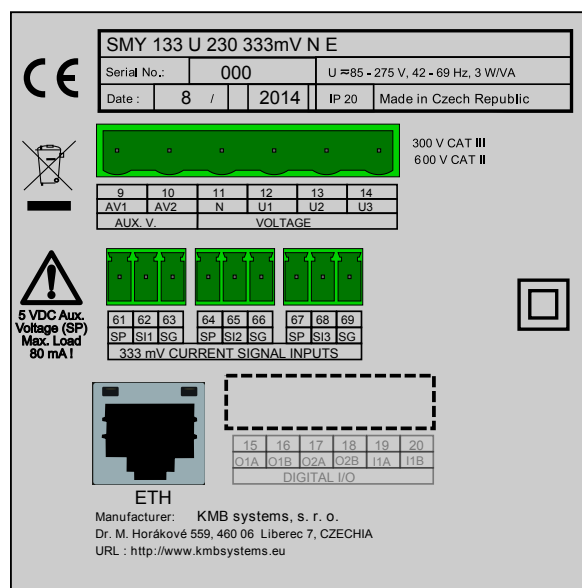 SMY 133 U 230 333mV N E
CE
Serial No.: 000 U ≂85 - 275 V, 42 - 69 Hz, 3 W/VA
Date : 8 / 2014 IP 20 Made in Czech Republic
300 V CAT III
600 V CAT II
9 10 11 12 13 14
AV1 AV2 N U1 U2 U3
AUX. V. VOLTAGE
5 VDC Aux.
Voltage (SP)
Max. Load
80 mA !
61 62 63 64 65 66 67 68 69
SP SI1 SG SP SI2 SG SP SI3 SG
333 mV CURRENT SIGNAL INPUTS
15 16 17 18 19 20
O1A O1B O2A O2B I1A I1B
DIGITAL I/O
ETH
Manufacturer: KMB systems, s. r. o.
Dr. M. Horákové 559, 460 06 Liberec 7, CZECHIA
URL : http://www.kmbsystems.eu